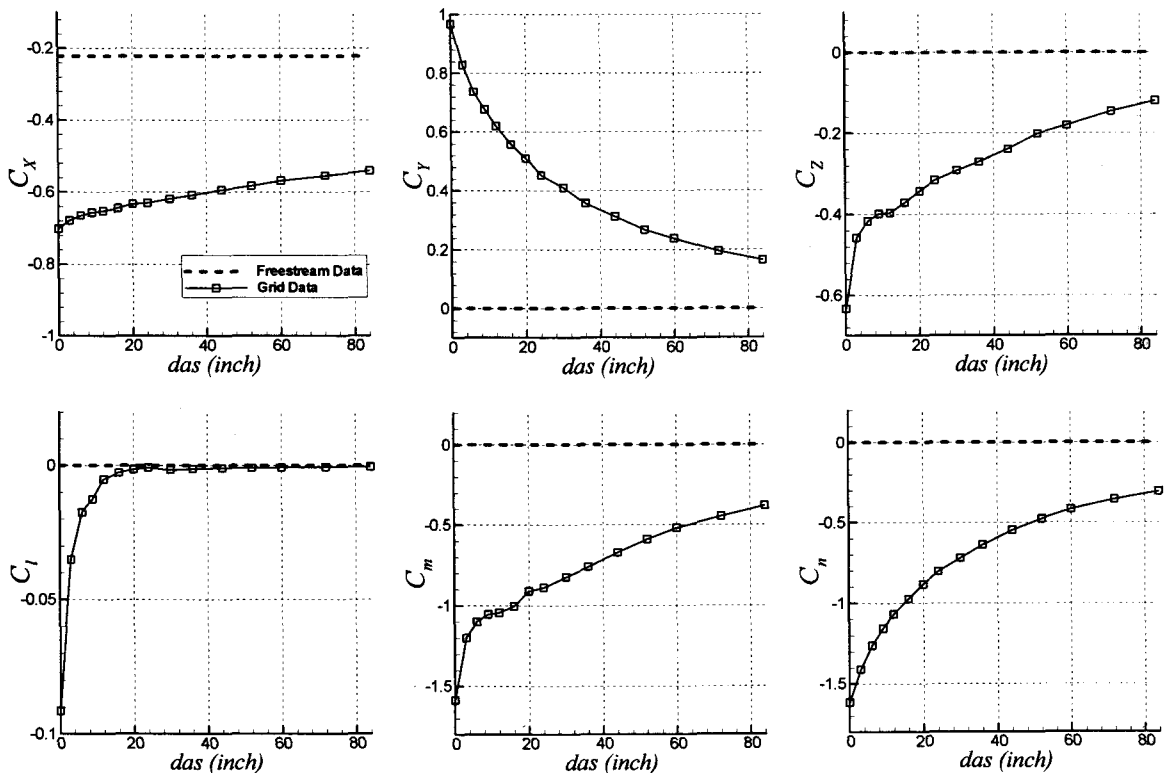 -0.2
-0.4
-0.6
-0.8
-1
C_X
0 20 40 60 80
das (inch)
Freestream Data
Grid Data
1
0.8
0.6
0.4
0.2
0
C_Y
0 20 40 60 80
das (inch)
0
-0.2
-0.4
-0.6
C_Z
0 20 40 60 80
das (inch)
0
-0.05
-0.1
C_l
0 20 40 60 80
das (inch)
0
-0.5
-1
-1.5
C_m
0 20 40 60 80
das (inch)
0
-0.5
-1
-1.5
C_n
0 20 40 60 80
das (inch)